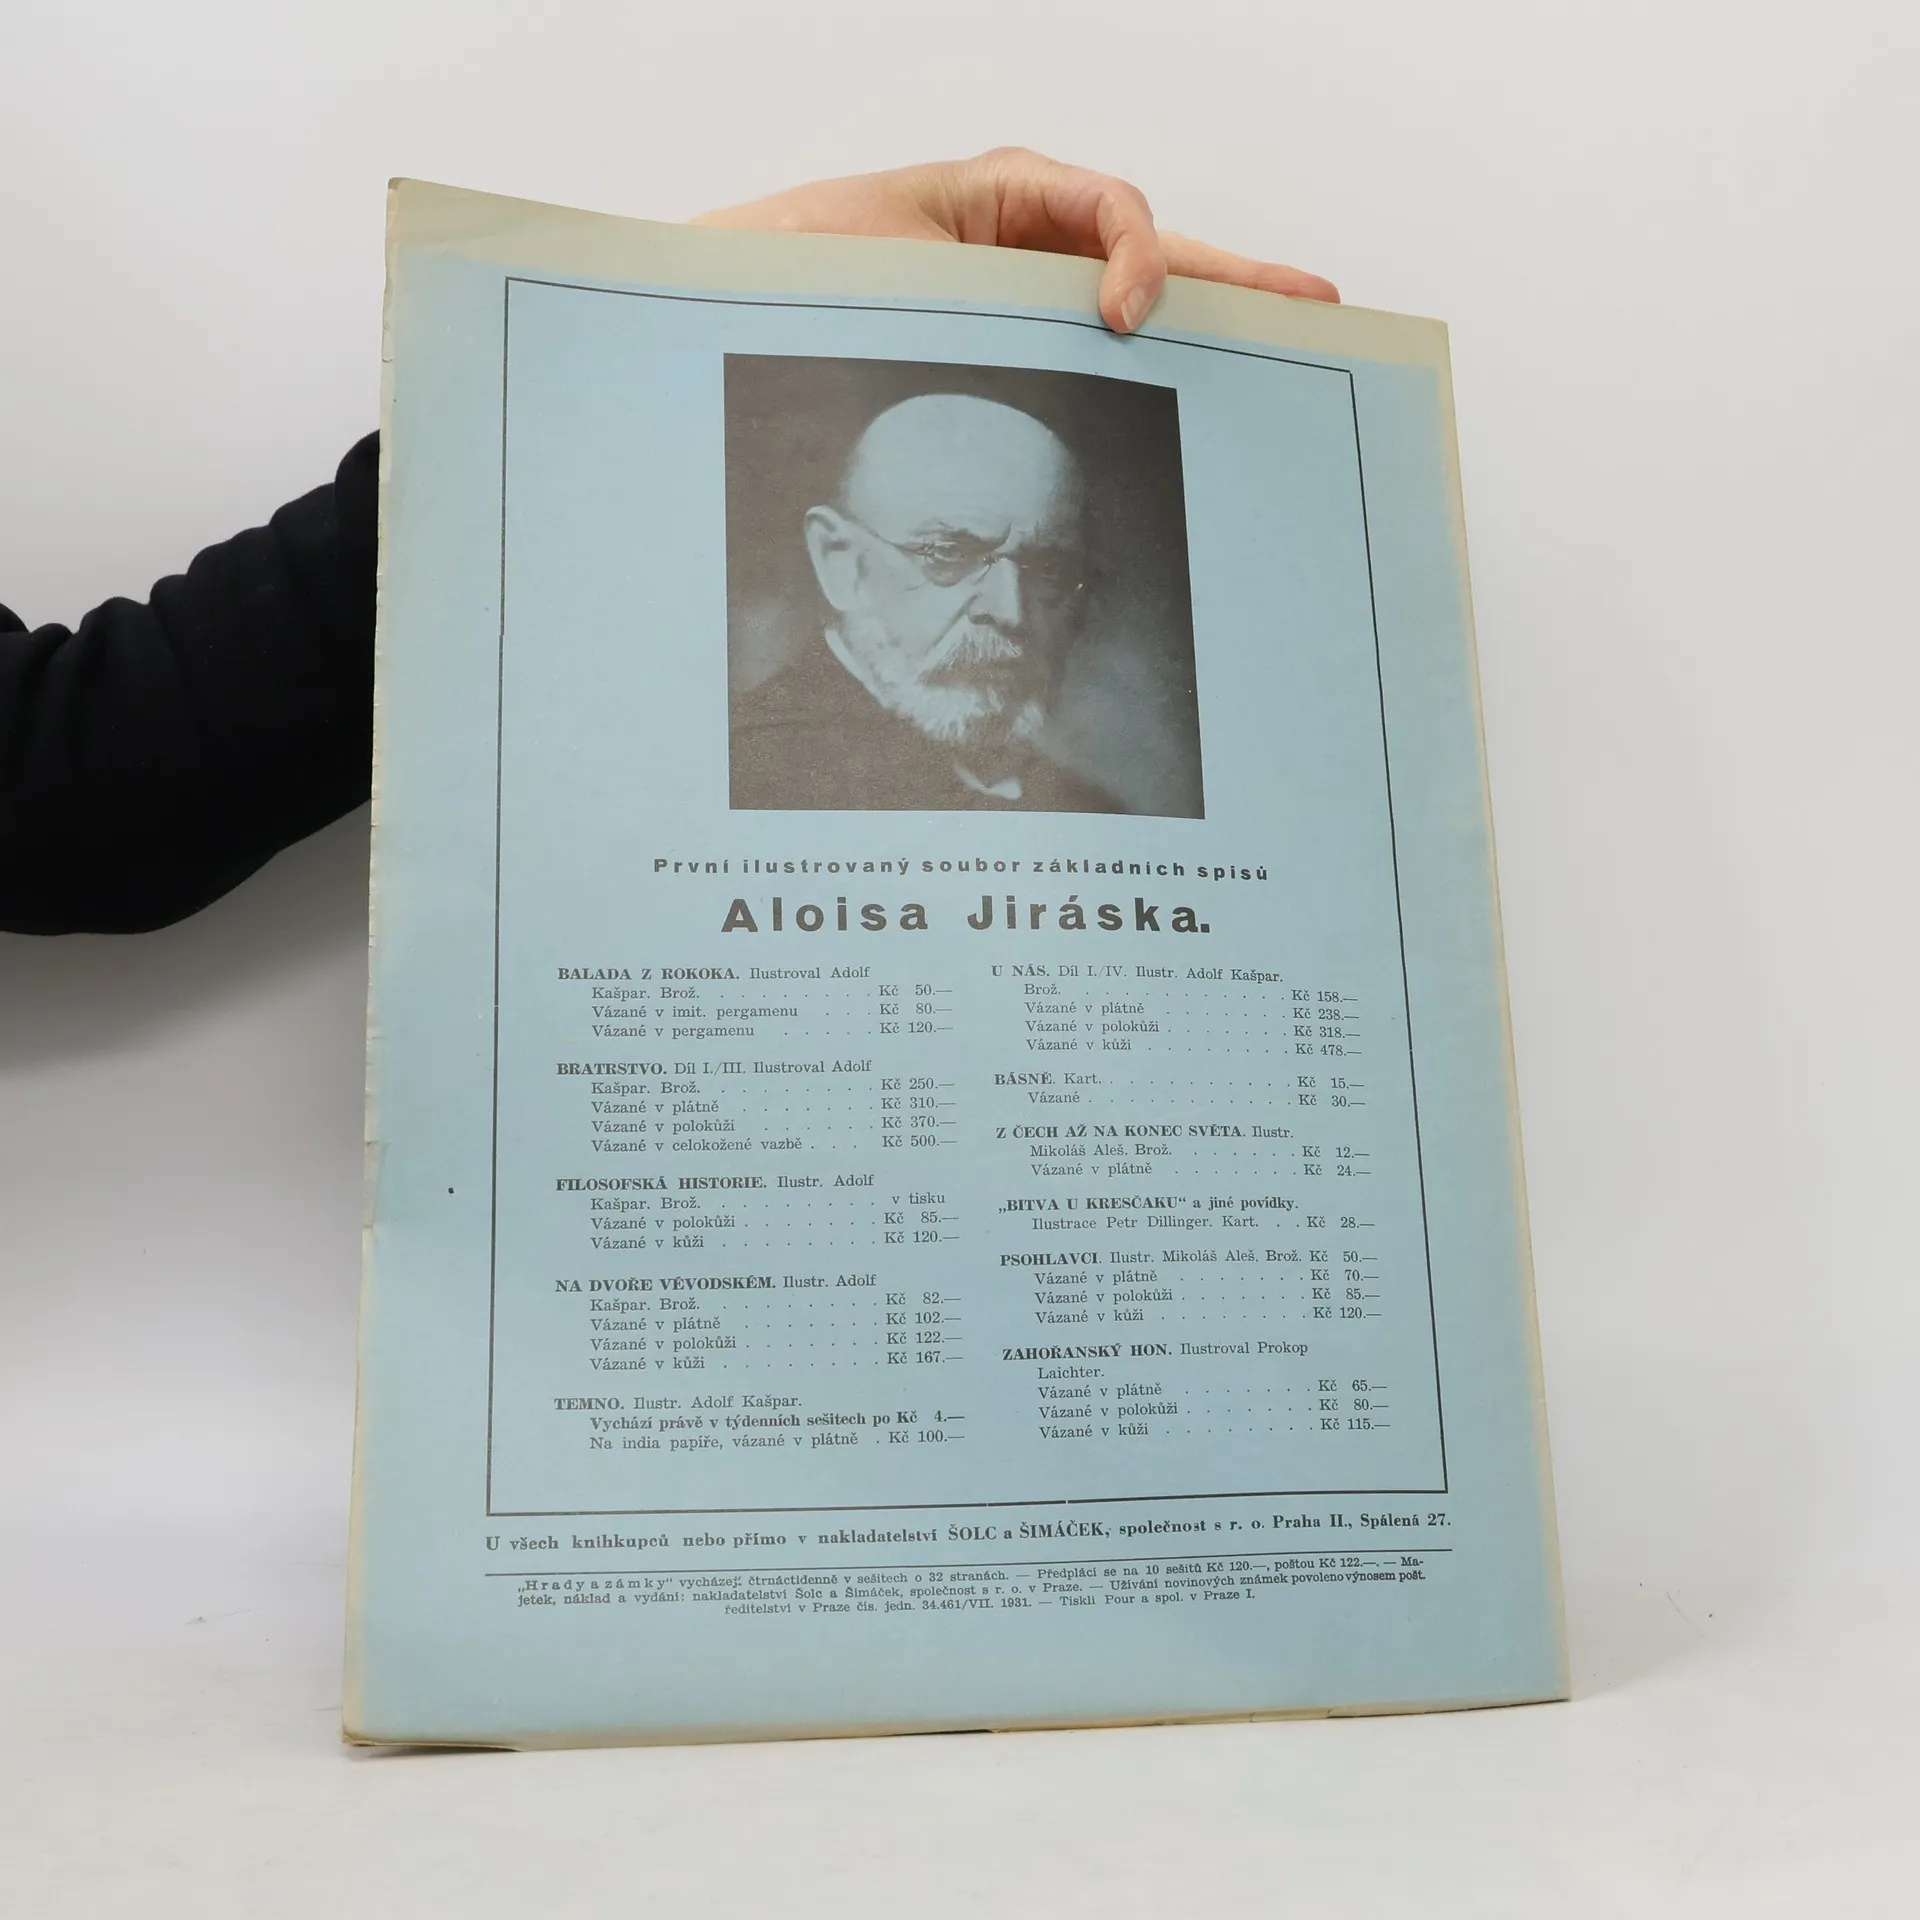 První ilustrovaný soubor základních spisů
Aloisa Jiráska.
BALADA Z ROKOKA. Ilustroval Adolf
Kašpar. Brož. . . . . . . . . Kč 50.—
Vázané v imit. pergamenu . . . Kč 80.—
Vázané v pergamenu . . . . . Kč 120.—
BRATRSTVO. Díl I./III. Ilustroval Adolf
Kašpar. Brož. . . . . . . . . Kč 250.—
Vázané v plátně . . . . . . . Kč 310.—
Vázané v polokůži . . . . . . Kč 370.—
Vázané v celokožené vazbě . . . Kč 500.—
FILOSOFSKÁ HISTORIE. Ilustr. Adolf
Kašpar. Brož. . . . . . . . . v tisku
Vázané v polokůži . . . . . . . Kč 85.—
Vázané v kůži . . . . . . . . Kč 120.—
NA DVOŘE VÉVODSKÉM. Ilustr. Adolf
Kašpar. Brož. . . . . . . . . Kč 82.—
Vázané v plátně . . . . . . . Kč 102.—
Vázané v polokůži . . . . . . . Kč 122.—
Vázané v kůži . . . . . . . . Kč 167.—
TEMNO. Ilustr. Adolf Kašpar.
Vychází právě v týdenních sešitech po Kč 4.—
Na india papíře, vázané v plátně . Kč 100.—
U NÁS. Díl I./IV. Ilustr. Adolf Kašpar.
Brož. . . . . . . . . . . . Kč 158.—
Vázané v plátně . . . . . . . Kč 238.—
Vázané v polokůži . . . . . . . Kč 318.—
Vázané v kůži . . . . . . . . Kč 478.—
BÁSNĚ. Kart. . . . . . . . . . . Kč 15.—
Vázané . . . . . . . . . . . Kč 30.—
Z ČECH AŽ NA KONEC SVĚTA. Ilustr.
Mikoláš Aleš. Brož. . . . . . . Kč 12.—
Vázané v plátně . . . . . . . Kč 24.—
„BITVA U KRESČAKU“ a jiné povídky.
Ilustrace Petr Dillinger. Kart. . . Kč 28.—
PSOHLAVCI. Ilustr. Mikoláš Aleš. Brož. Kč 50.—
Vázané v plátně . . . . . . . Kč 70.—
Vázané v polokůži . . . . . . . Kč 85.—
Vázané v kůži . . . . . . . . Kč 120.—
ZAHOŘANSKÝ HON. Ilustroval Prokop
Laichter.
Vázané v plátně . . . . . . . Kč 65.—
Vázané v polokůži . . . . . . . Kč 80.—
Vázané v kůži . . . . . . . . Kč 115.—
U všech knihkupců nebo přímo v nakladatelství ŠOLC a ŠIMÁČEK, společnost s r. o. Praha II., Spálená 27.
„Hrady a zámky“ vycházejí čtrnáctidenně v sešitech o 32 stranách. — Předplácí se na 10 sešitů Kč 120.—, poštou Kč 122.—. — Ma-
jetek, náklad a vydání: nakladatelství Šolc a Šimáček, společnost s r. o. v Praze. — Užívání novinových známek povoleno výnosem pošt.
ředitelství v Praze čís. jedn. 34.461/VII. 1931. — Tiskli Pour a spol. v Praze I.